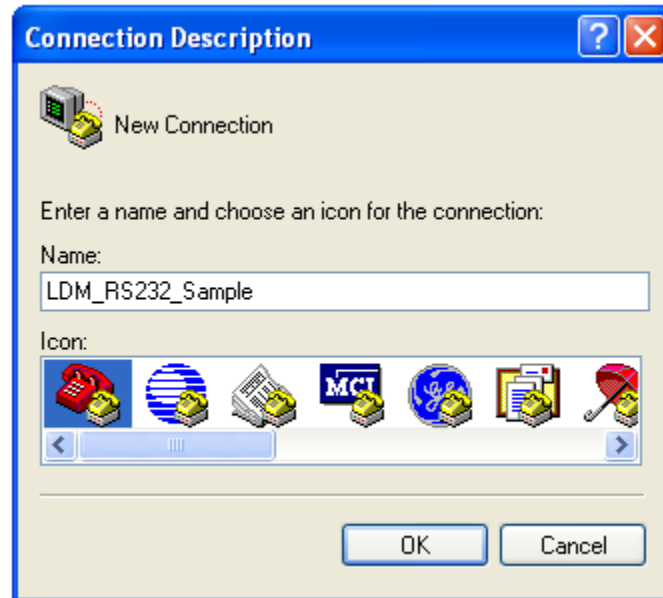 Connection Description
New Connection
Enter a name and choose an icon for the connection:
Name:
LDM_RS232_Sample
Icon:
MCI
OK
Cancel